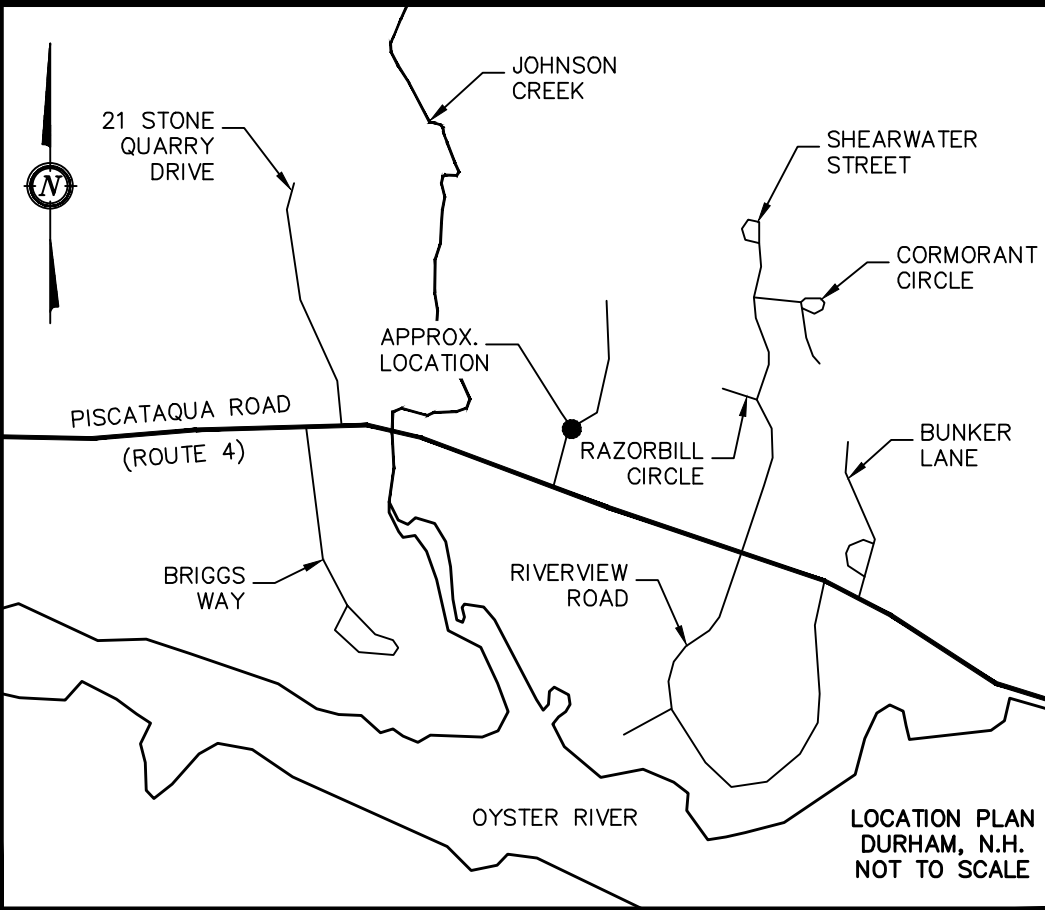 JOHNSON
CREEK
21 STONE
QUARRY
DRIVE
SHEARWATER
STREET
N
CORMORANT
CIRCLE
APPROX.
LOCATION
PISCATAQUA ROAD
(ROUTE 4)
RAZORBILL
CIRCLE
BUNKER
LANE
BRIGGS
WAY
RIVERVIEW
ROAD
OYSTER RIVER
LOCATION PLAN
DURHAM, N.H.
NOT TO SCALE